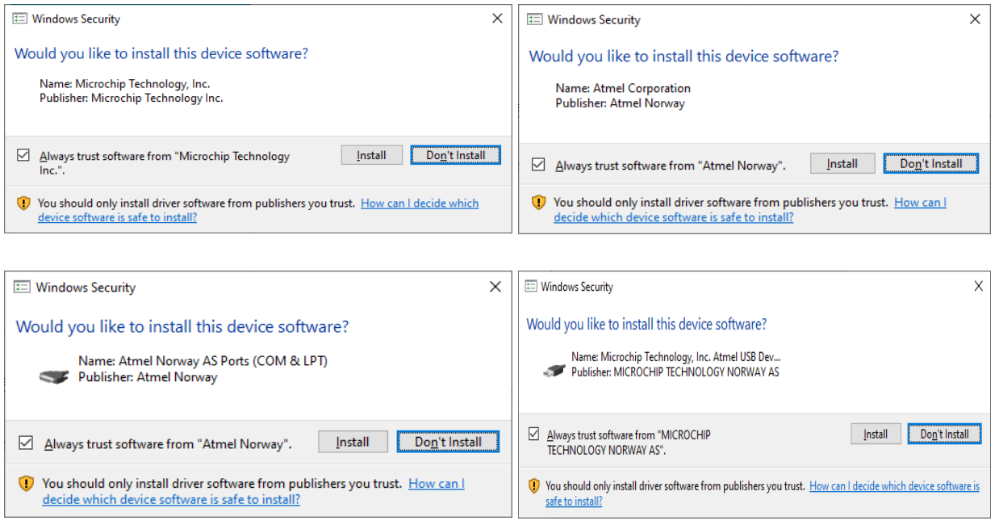 Windows Security
Would you like to install this device software?
Name: Microchip Technology, Inc.
Publisher: Microchip Technology Inc.
Always trust software from "Microchip Technology
Inc.".
Install
Don't Install
You should only install driver software from publishers you trust. How can I decide which
device software is safe to install?
Windows Security
Would you like to install this device software?
Name: Atmel Corporation
Publisher: Atmel Norway
Always trust software from "Atmel Norway".
Install
Don't Install
You should only install driver software from publishers you trust. How can I
decide which device software is safe to install?
Windows Security
Would you like to install this device software?
Name: Atmel Norway AS Ports (COM & LPT)
Publisher: Atmel Norway
Always trust software from "Atmel Norway".
Install
Don't Install
You should only install driver software from publishers you trust. How can I
decide which device software is safe to install?
Windows Security
Would you like to install this device software?
Name: Microchip Technology, Inc. Atmel USB Dev...
Publisher: MICROCHIP TECHNOLOGY NORWAY AS
Always trust software from "MICROCHIP
TECHNOLOGY NORWAY AS".
Install
Don't Install
You should only install driver software from publishers you trust. How can I decide which device software is
safe to install?